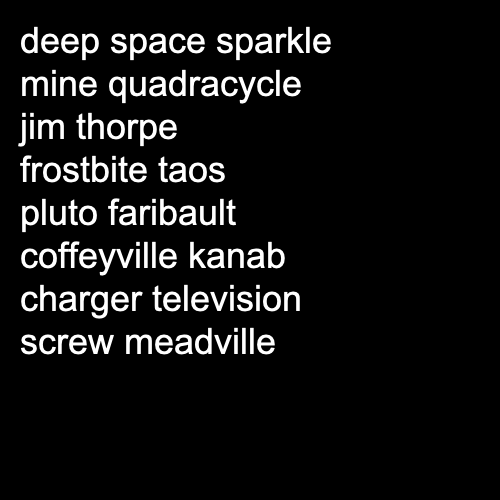 deep space sparkle
mine quadracycle
jim thorpe
frostbite taos
pluto faribault
coffeyville kanab
charger television
screw meadville